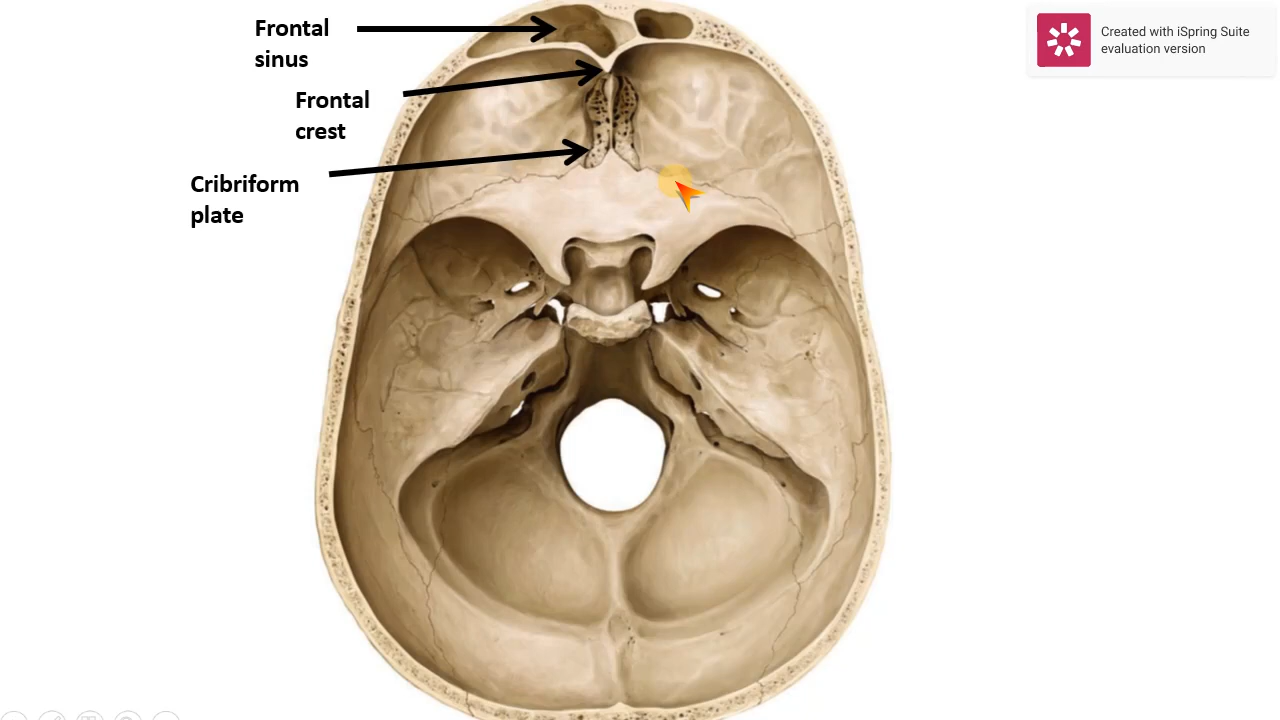 Frontal
sinus
Frontal
crest
Cribriform
plate
Created with iSpring Suite
evaluation version